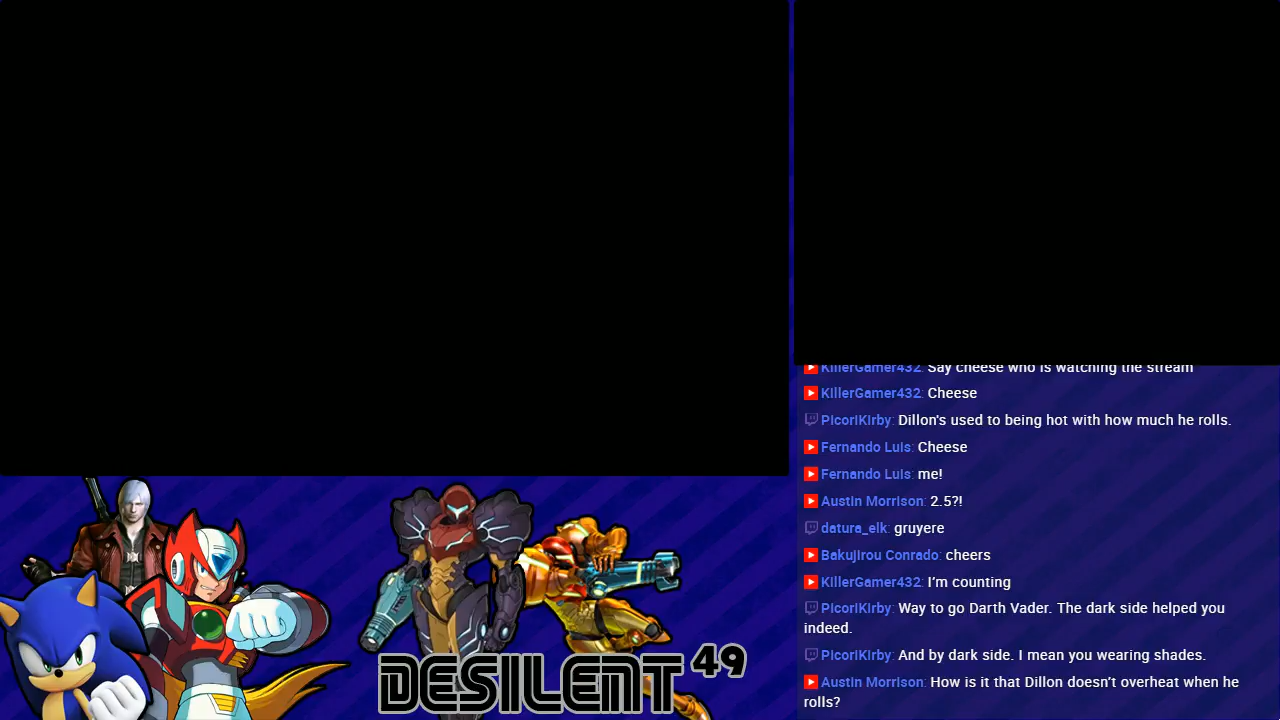 KillerGamer432: Say cheese who is watching the stream
KillerGamer432: Cheese
PicoriKirby: Dillon's used to being hot with how much he rolls.
Fernando Luis: Cheese
Fernando Luis: me!
Austin Morrison: 2.5?!
datura_elk: gruyere
Bakujirou Conrado: cheers
KillerGamer432: I'm counting
PicoriKirby: Way to go Darth Vader. The dark side helped you
indeed.
PicoriKirby: And by dark side. I mean you wearing shades.
Austin Morrison: How is it that Dillon doesn't overheat when he
rolls?
DESILENT49